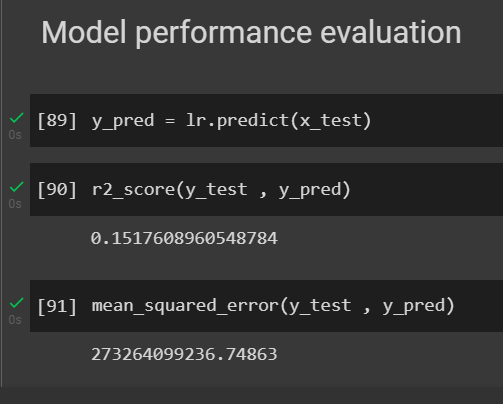 Model performance evaluation
[89] y_pred = lr.predict(x_test)
0s
[90] r2_score(y_test , y_pred)
0s
0.1517608960548784
[91] mean_squared_error(y_test , y_pred)
0s
273264099236.74863